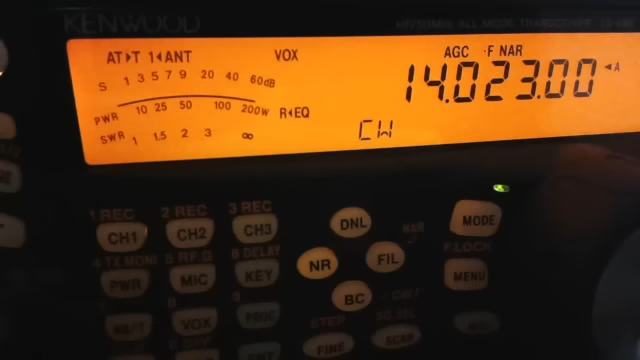 KENWOOD
HF/50MHz ALL MODE TRANSCEIVER
AT▶T 1◀ANT VOX AGC -F NAR
S 1 3 5 7 9 20 40 60dB 14.023.00 ◀A
PWR 10 25 50 100 200W R◀EQ
SWR 1 1.5 2 3 ∞ CW
1 REC 2 REC 3 REC
CH1 CH2 CH3 DNL MODE
4 TX MONI 5 RF.G 6 DELAY F.LOCK
PWR MIC KEY NR FIL MENU
BC
VOX PROC
STEP
FINE SCAN